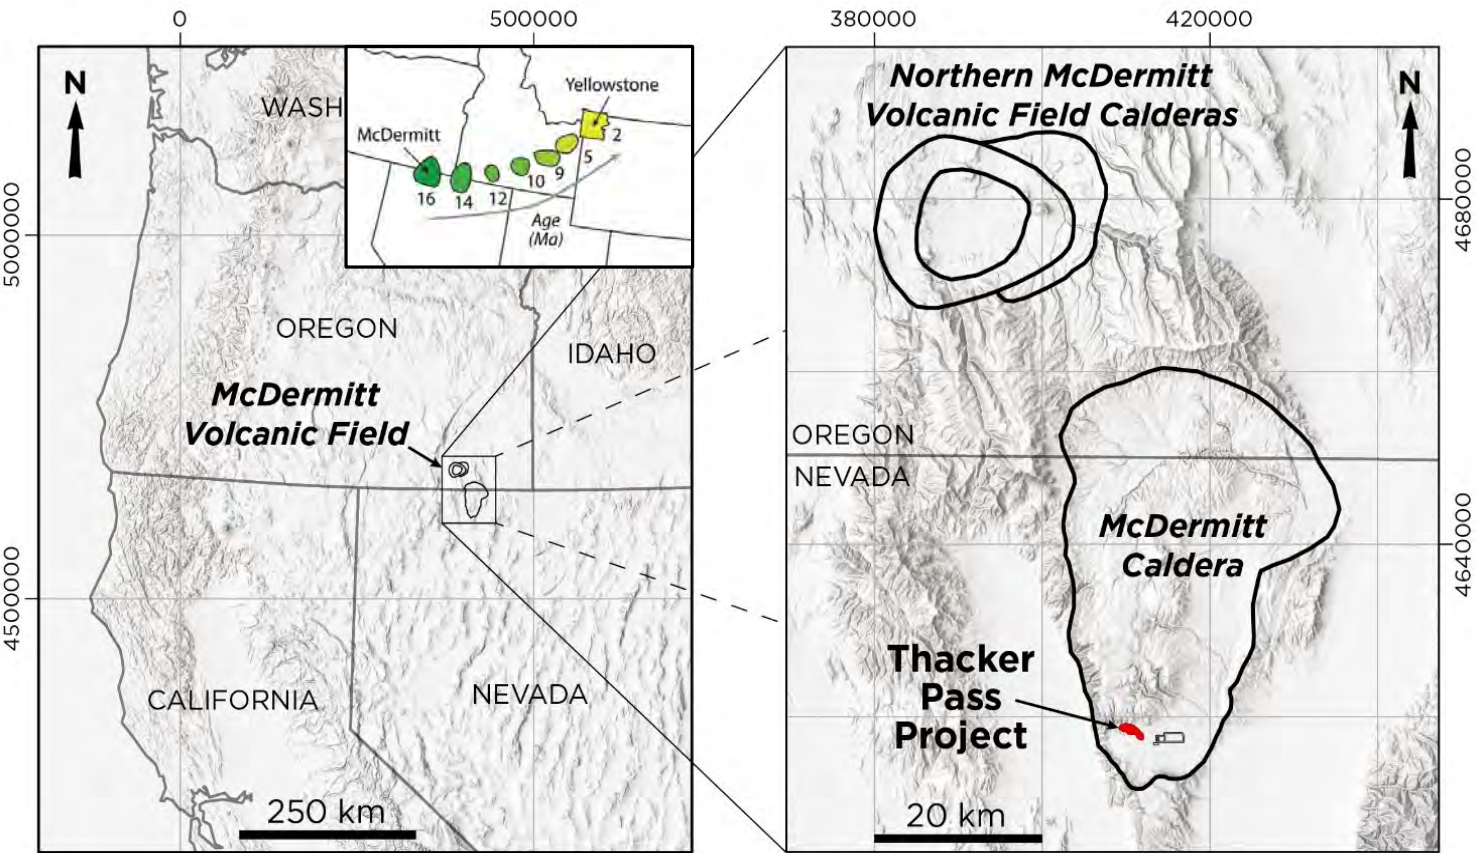 0
5000000
380000
420000
N
WASH
Yellowstone
McDermitt
2
5
9
10
12
14
16
Age
(Ma)
5000000
4500000
OREGON
IDAHO
McDermitt
Volcanic Field
CALIFORNIA
NEVADA
250 km
Northern McDermitt
Volcanic Field Calderas
N
4680000
4640000
OREGON
NEVADA
McDermitt
Caldera
Thacker
Pass
Project
20 km